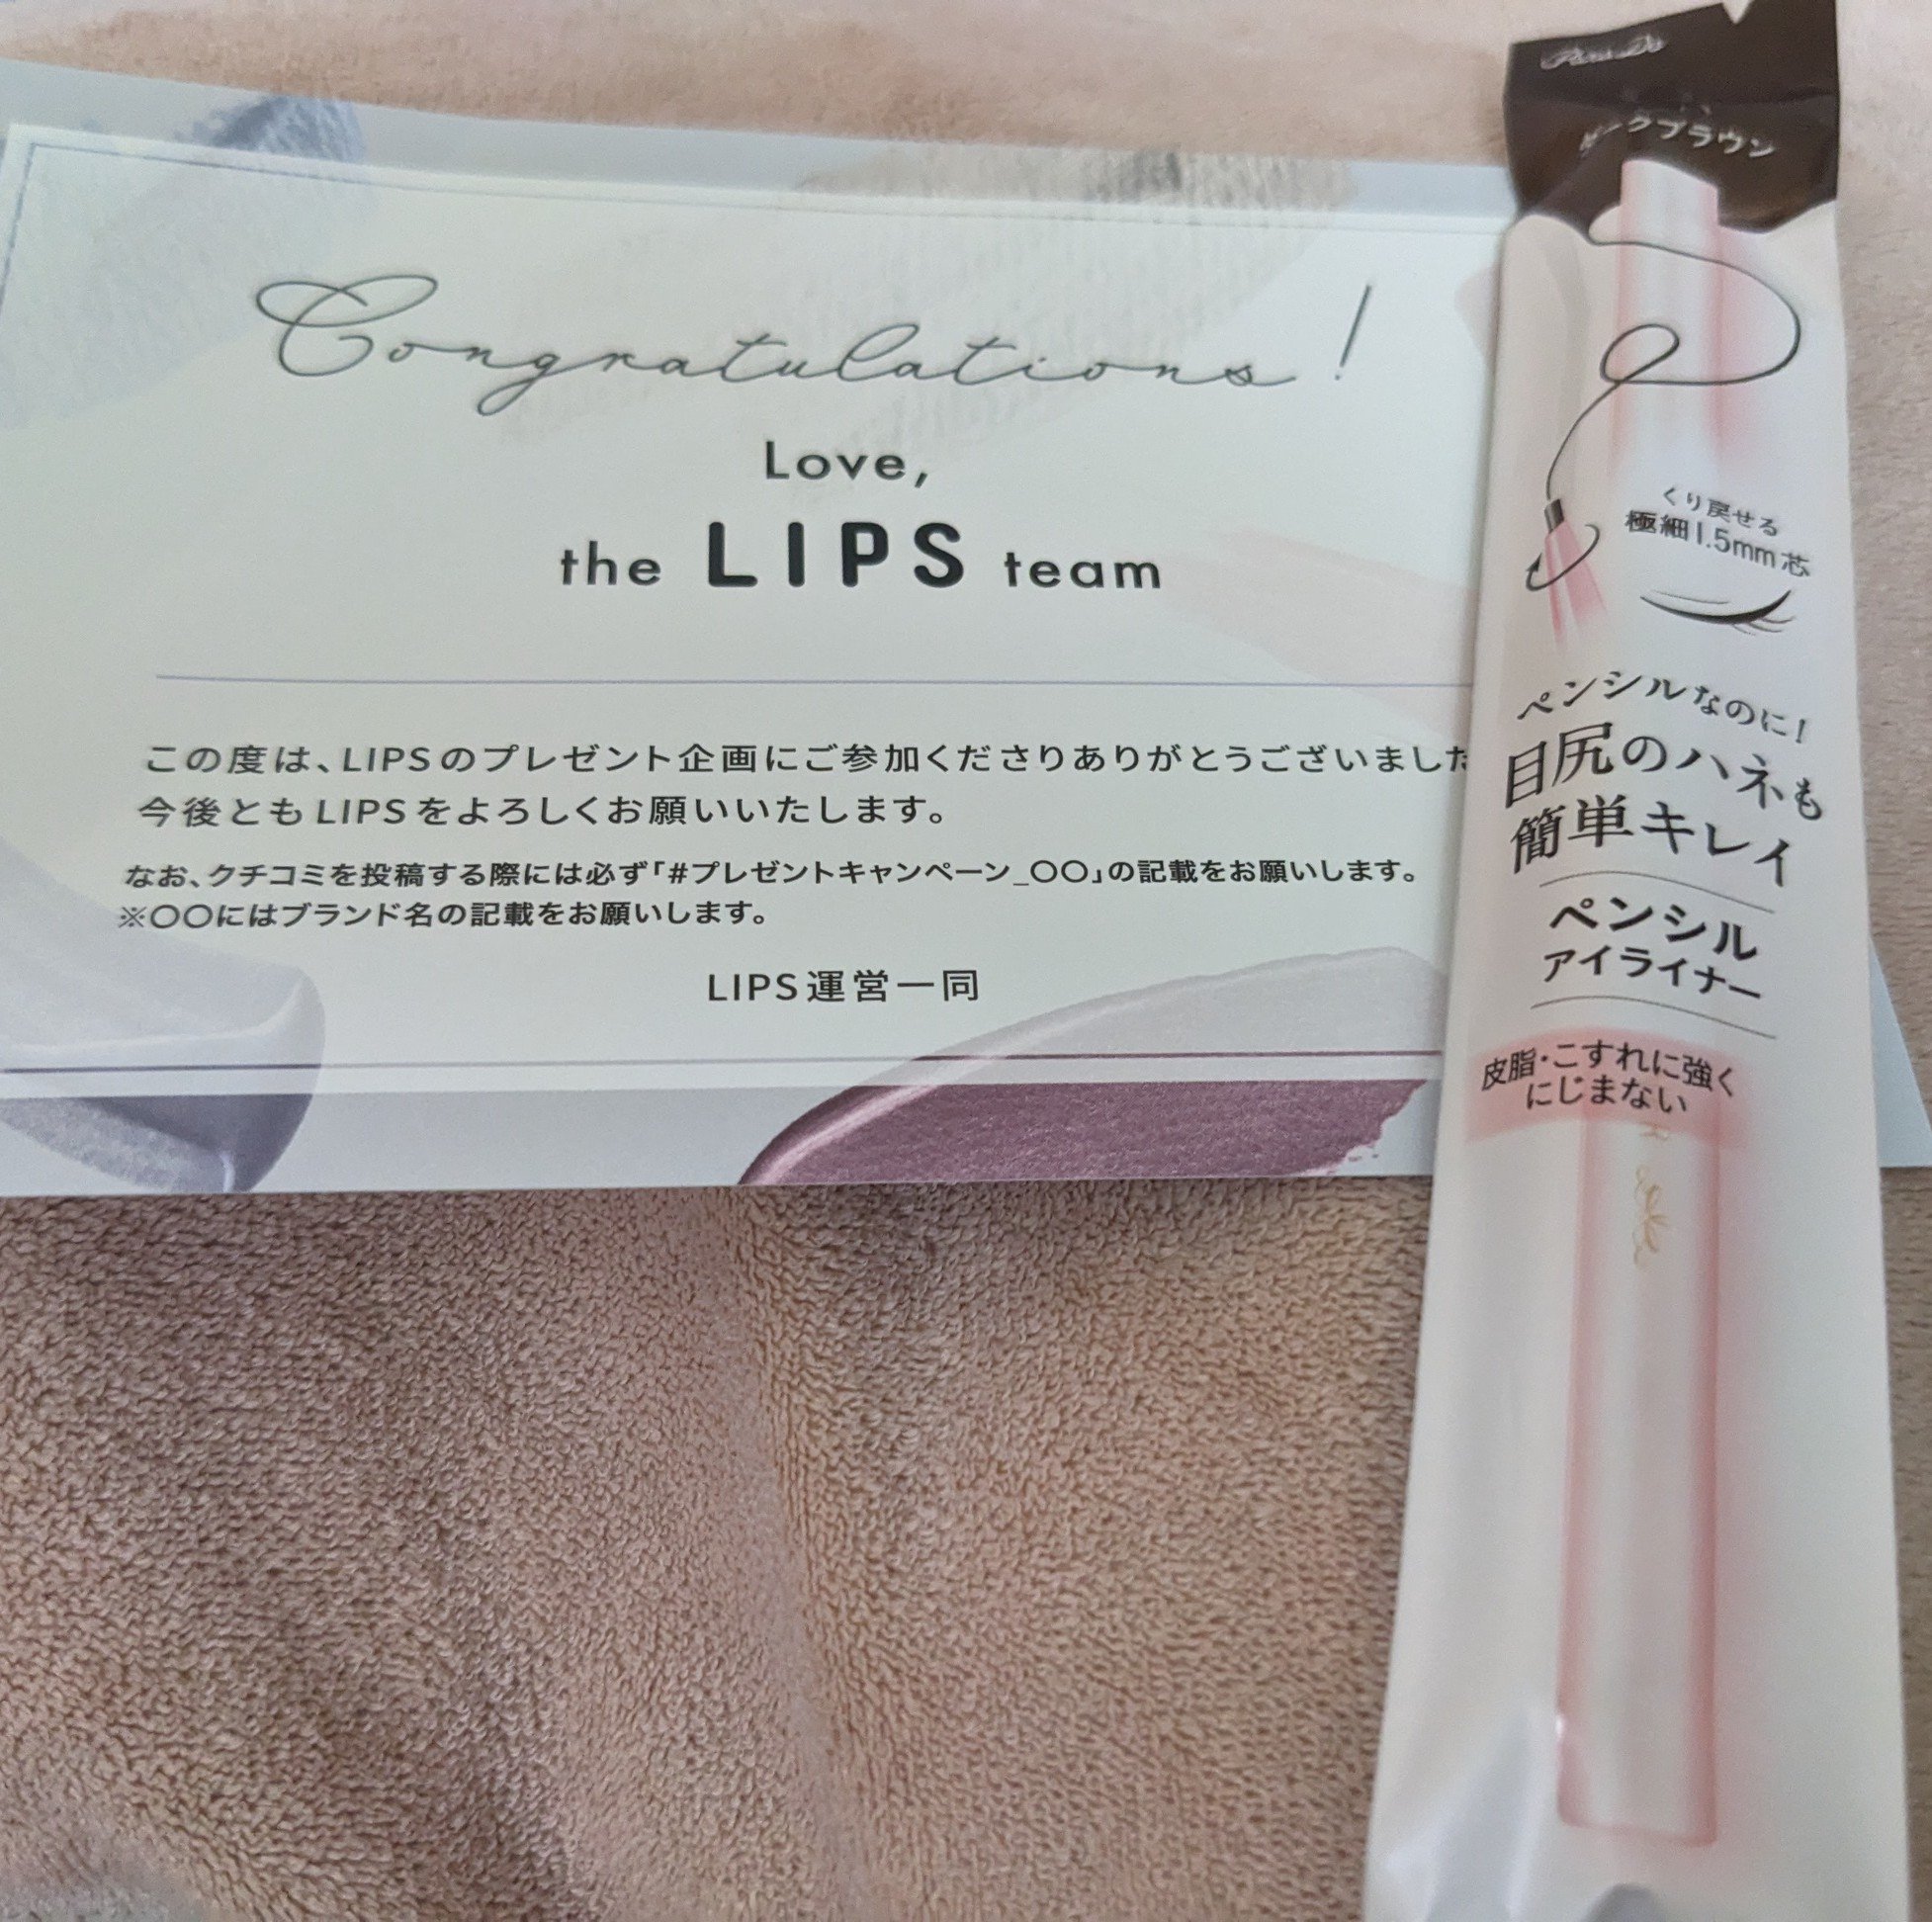 Congratulations!
Love,
the LIPS team
この度は、LIPSのプレゼント企画にご参加くださりありがとうございました
今後ともLIPSをよろしくお願いいたします。
なお、クチコミを投稿する際には必ず「#プレゼントキャンペーン_〇〇」の記載をお願いします。
※〇〇にはブランド名の記載をお願いします。
LIPS運営一同
ParaDo
ダークブラウン
くり戻せる
極細1.5mm芯
ペンシルなのに!
目尻のハネも
簡単キレイ
ペンシル
アイライナー
皮脂・こすれに強く
にじまない